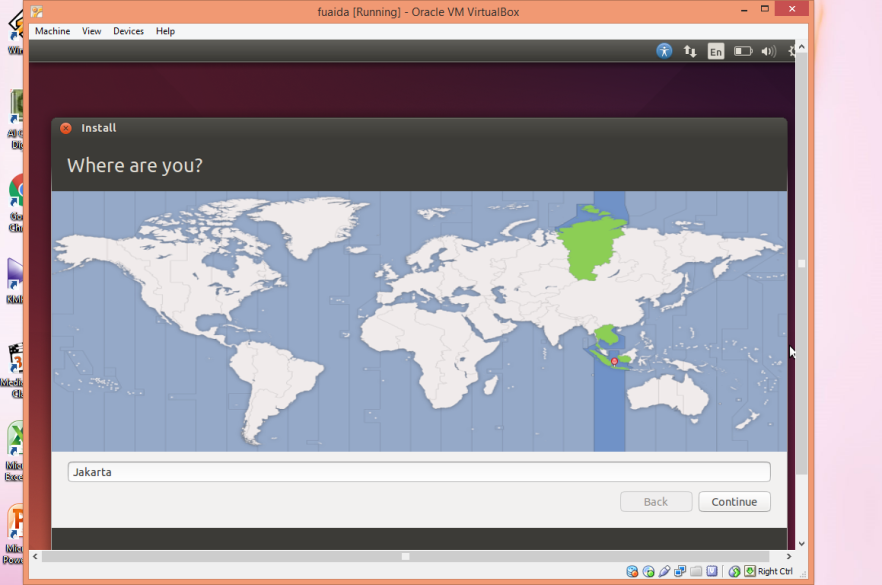 fuaida [Running] - Oracle VM VirtualBox
Machine View Devices Help
En
Install
Where are you?
Jakarta
Back Continue
Right Ctrl